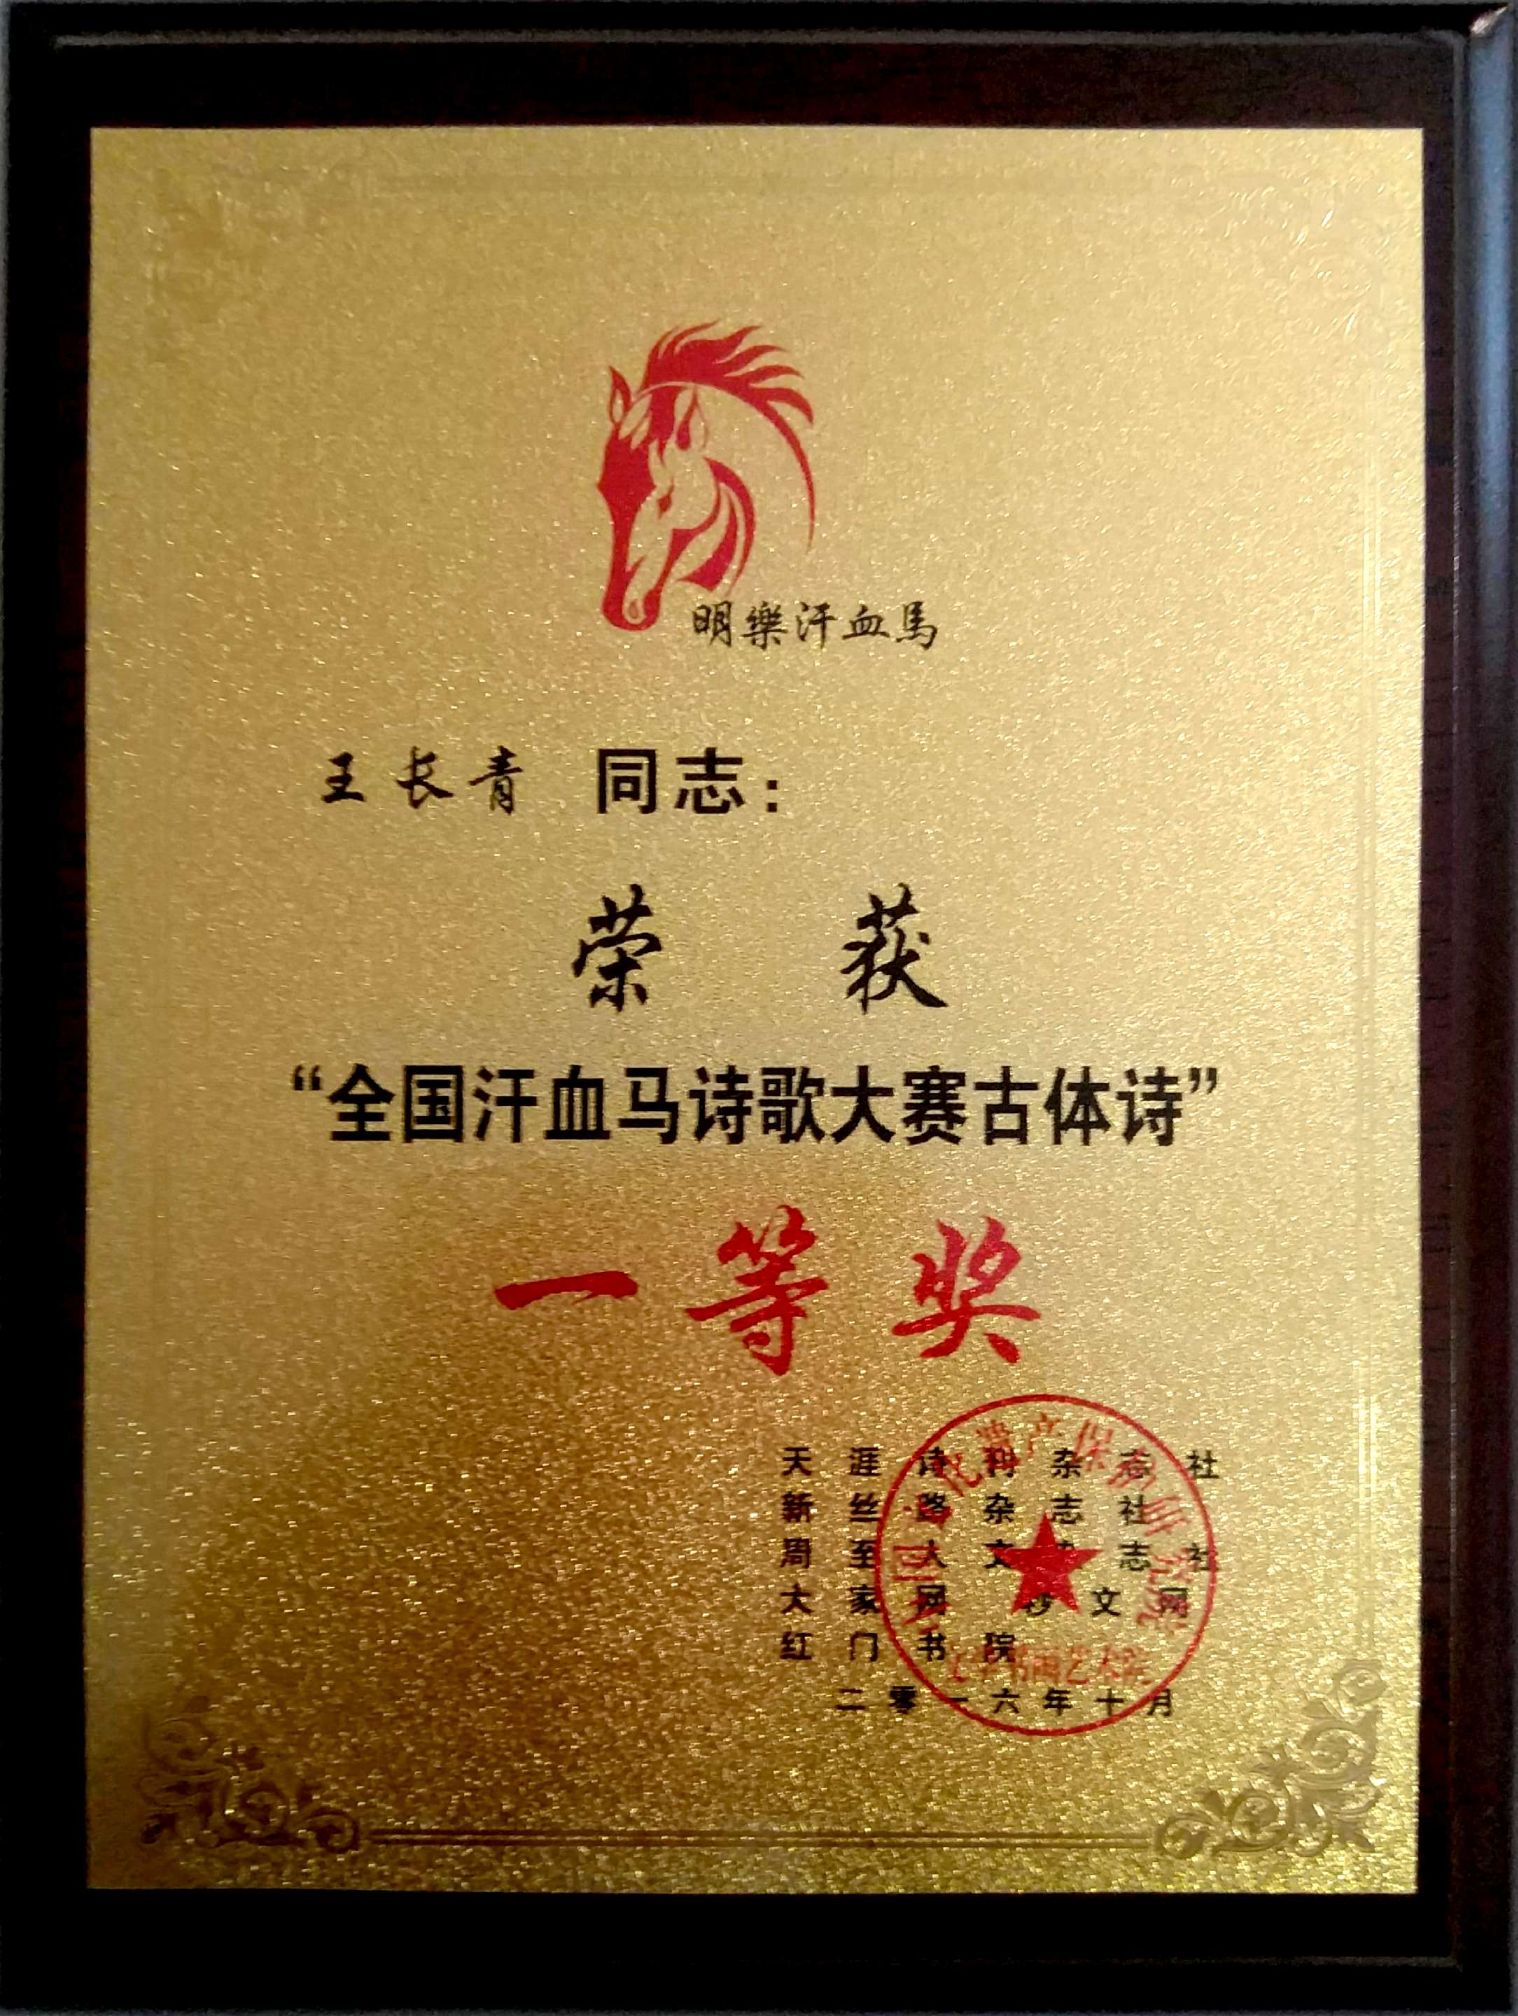 明樂汗血馬
王长青 同志：
荣 获
“全国汗血马诗歌大赛古体诗”
一等奖
天涯诗刊杂志社
新丝路杂志社
周至人文杂志社
大家网 妙文网
红门书院
二零一六年十月